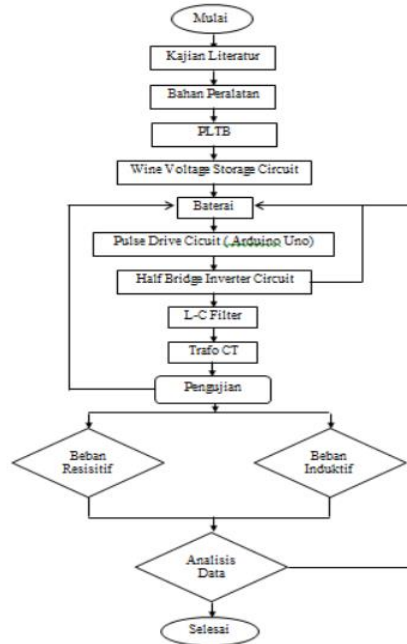 Mulai
Kajian Literatur
Bahan Peralatan
PLTB
Wine Voltage Storage Circuit
Baterai
Pulse Drive Cicuit ( Arduino Uno)
Half Bridge Inverter Circuit
L-C Filter
Trafo CT
Pengujian
Beban
Resisitif
Beban
Induktif
Analisis
Data
Selesai